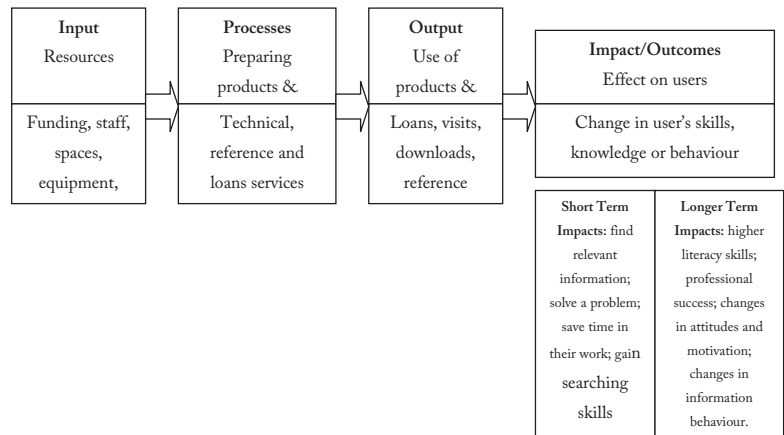 Input
Resources
Funding, staff,
spaces,
equipment,
Processes
Preparing
products &
Technical,
reference and
loans services
Output
Use of
products &
Loans, visits,
downloads,
reference
Impact/Outcomes
Effect on users
Change in user's skills,
knowledge or behaviour
Short Term
Impacts: find
relevant
information;
solve a problem;
save time in
their work; gain
searching
skills
Longer Term
Impacts: higher
literacy skills;
professional
success; changes
in attitudes and
motivation;
changes in
information
behaviour.